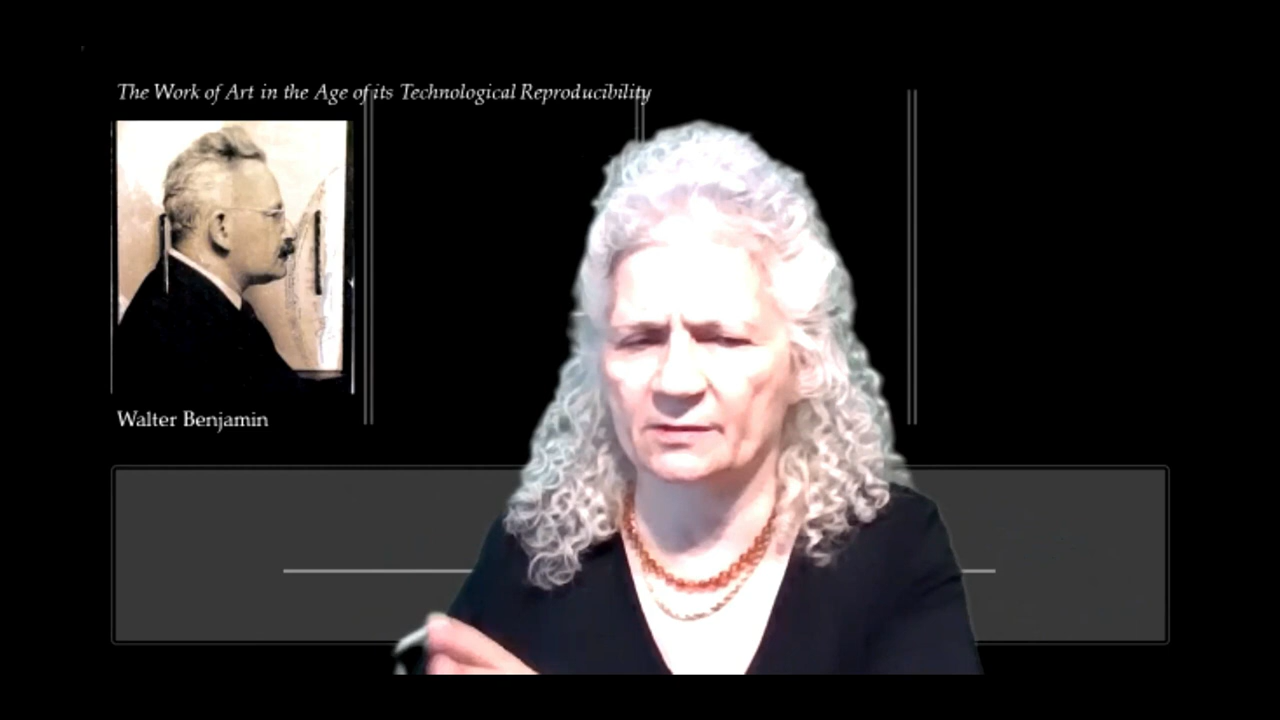 The Work of Art in the Age of its Technological Reproducibility
Walter Benjamin